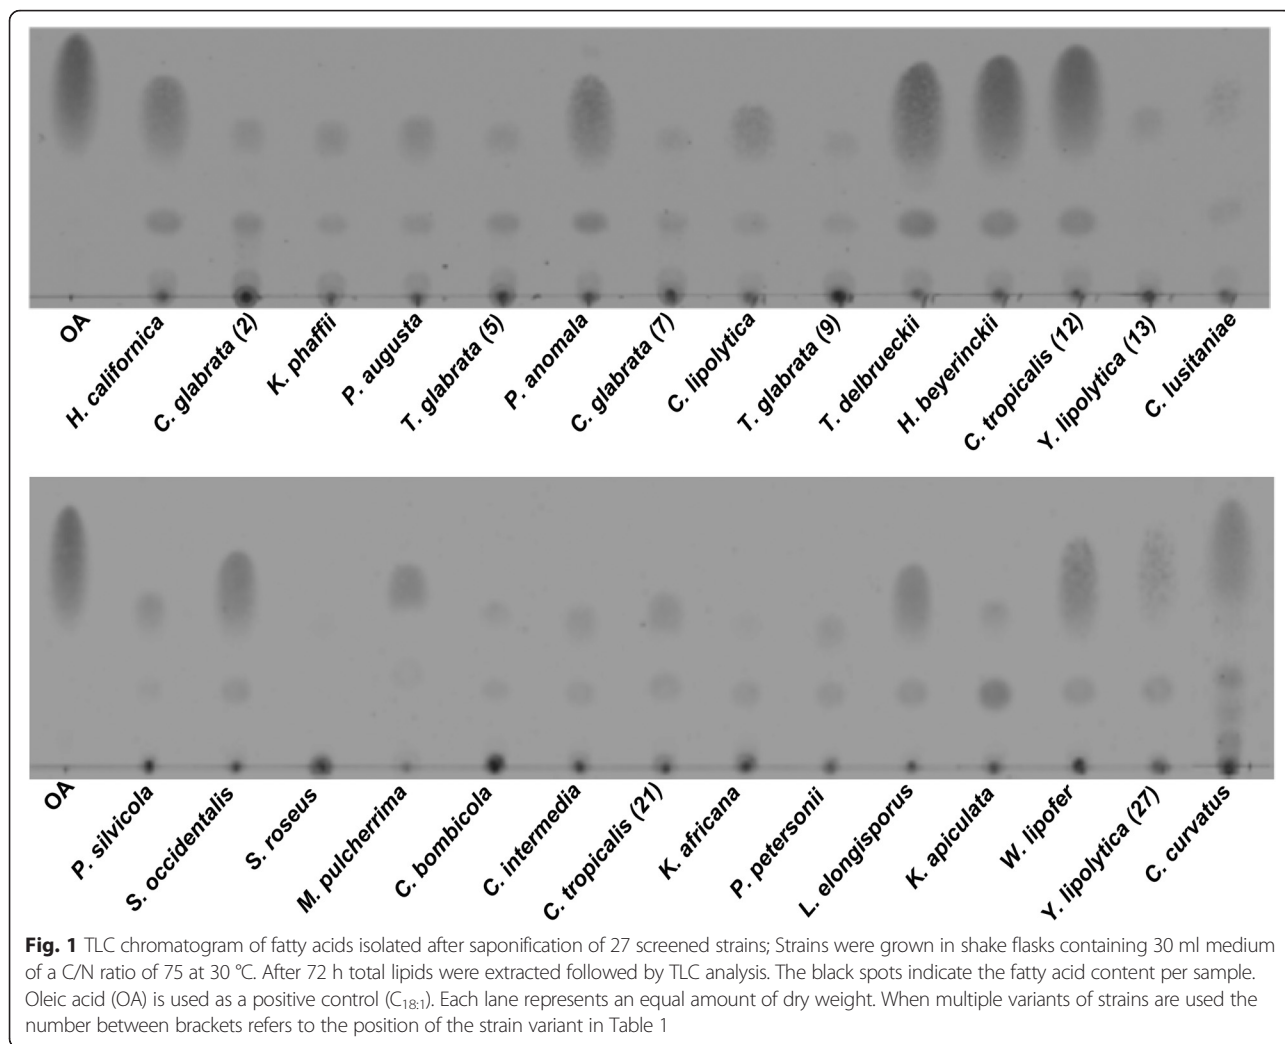 OA
H. californica
C. glabrata (2)
K. phaffii
P. augusta
T. glabrata (5)
P. anomala
C. glabrata (7)
C. lipolytica
T. glabrata (9)
T. delbrueckii
H. beyerinckii
C. tropicalis (12)
Y. lipolytica (13)
C. lusitaniae
OA
P. silvicola
S. occidentalis
S. roseus
M. pulcherrima
C. bombicola
C. intermedia
C. tropicalis (21)
K. africana
P. petersonii
L. elongisporus
K. apiculata
W. lipofer
Y. lipolytica (27)
C. curvatus
Fig. 1 TLC chromatogram of fatty acids isolated after saponification of 27 screened strains; Strains were grown in shake flasks containing 30 ml medium
of a C/N ratio of 75 at 30 °C. After 72 h total lipids were extracted followed by TLC analysis. The black spots indicate the fatty acid content per sample.
Oleic acid (OA) is used as a positive control (C18:1). Each lane represents an equal amount of dry weight. When multiple variants of strains are used the
number between brackets refers to the position of the strain variant in Table 1